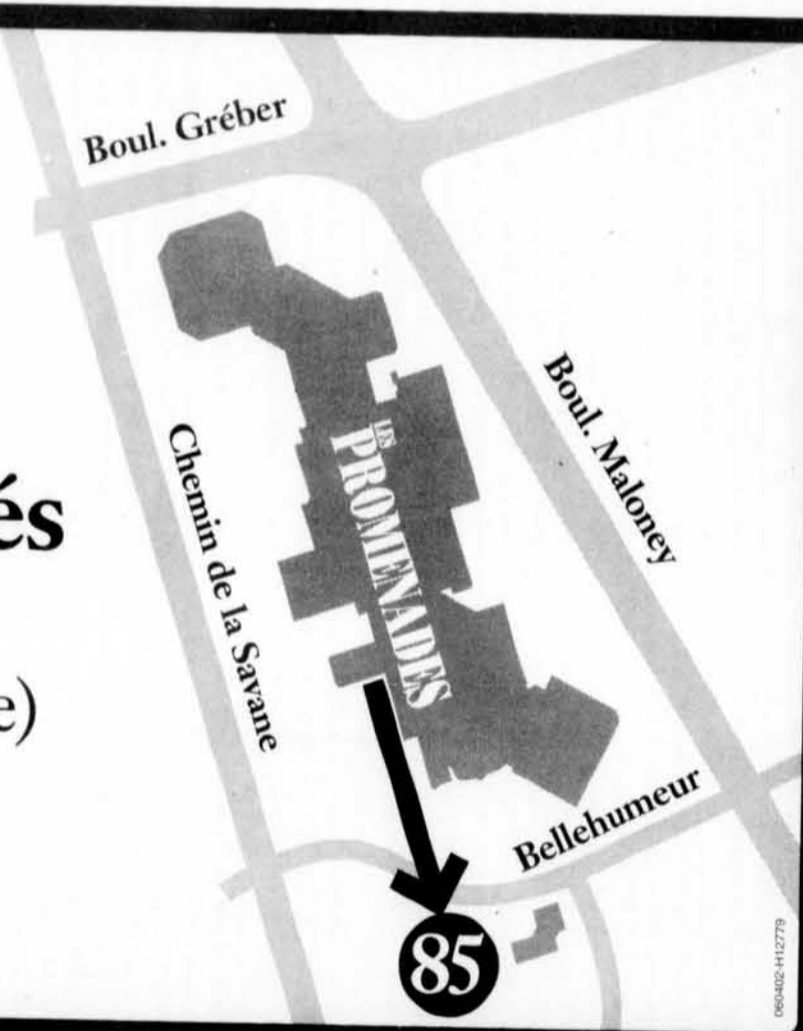 Boul. Gréber
és
e)
Chemin de la Savane
LES
PROMENADES
Boul. Maloney
Bellehumeur
85
060402-H12779